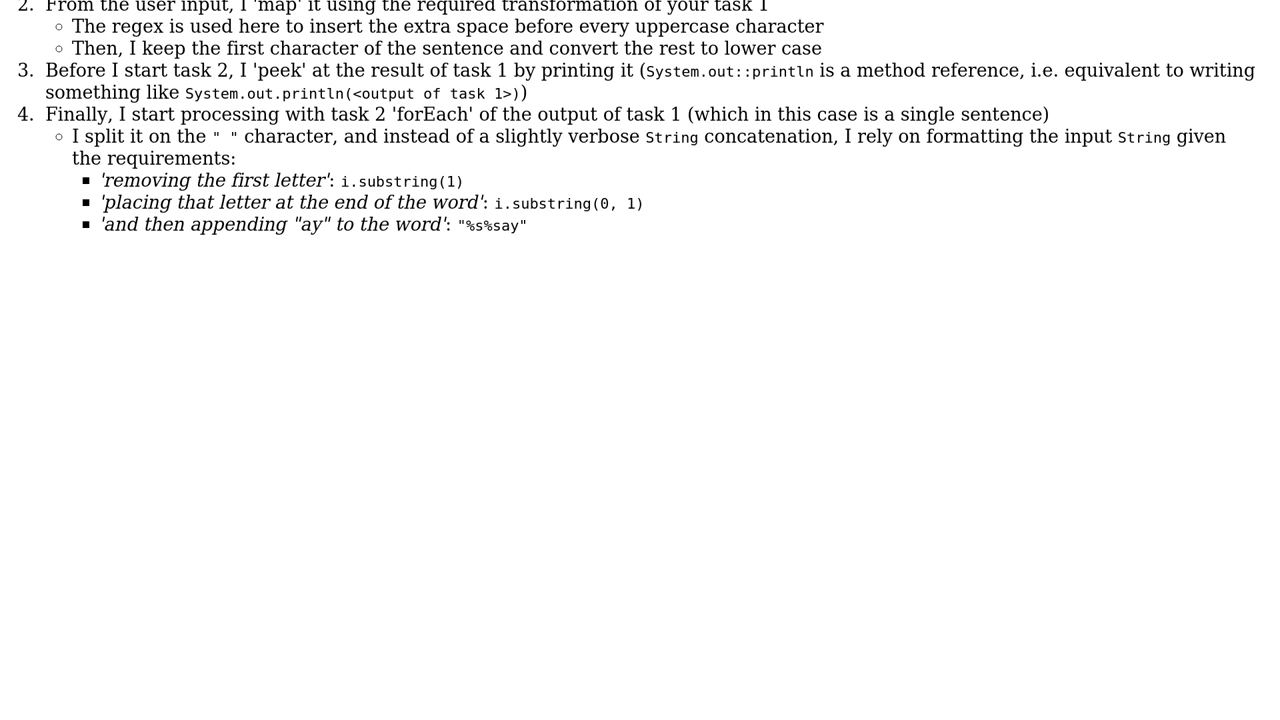 2. From the user input, I 'map' it using the required transformation of your task 1
◦ The regex is used here to insert the extra space before every uppercase character
◦ Then, I keep the first character of the sentence and convert the rest to lower case
3. Before I start task 2, I 'peek' at the result of task 1 by printing it (System.out::println is a method reference, i.e. equivalent to writing
something like System.out.println(<output of task 1>))
4. Finally, I start processing with task 2 'forEach' of the output of task 1 (which in this case is a single sentence)
◦ I split it on the " " character, and instead of a slightly verbose String concatenation, I rely on formatting the input String given
the requirements:
▪ 'removing the first letter': i.substring(1)
▪ 'placing that letter at the end of the word': i.substring(0, 1)
▪ 'and then appending "ay" to the word': "%s%say"